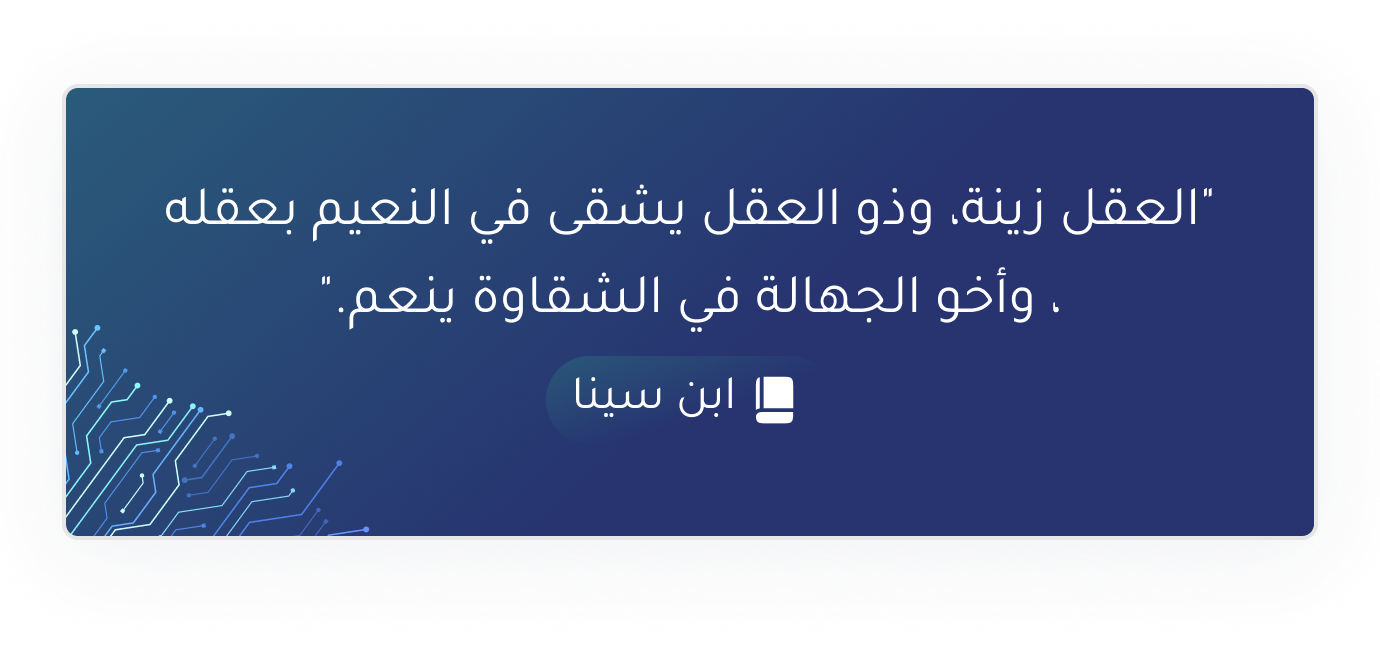 "العقل زينة، وذو العقل يشقى في النعيم بعقله
، وأخو الجهالة في الشقاوة ينعم."
ابن سينا